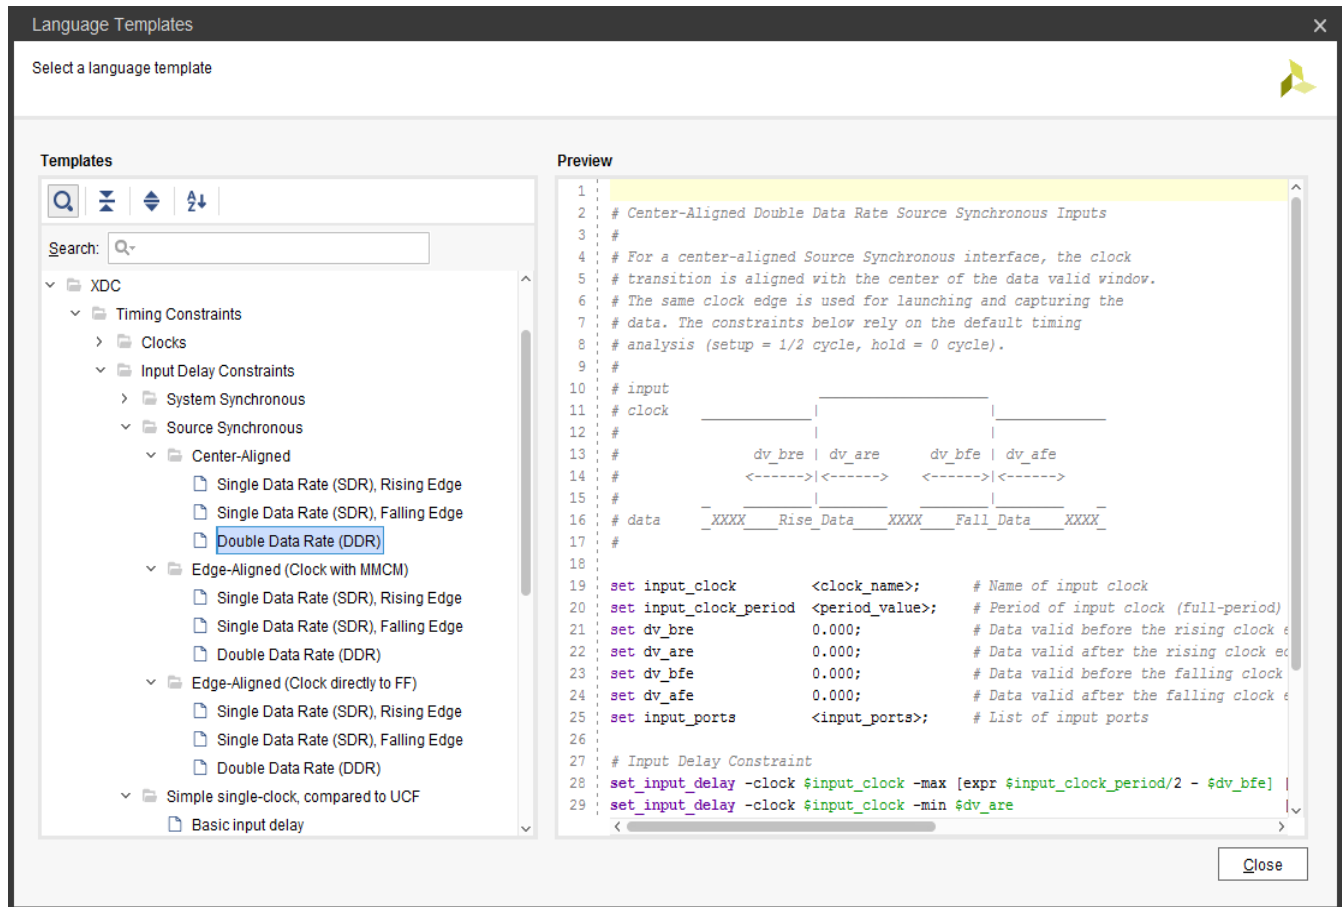 Language Templates
Select a language template
Templates
Search:
XDC
Timing Constraints
Clocks
Input Delay Constraints
System Synchronous
Source Synchronous
Center-Aligned
Single Data Rate (SDR), Rising Edge
Single Data Rate (SDR), Falling Edge
Double Data Rate (DDR)
Edge-Aligned (Clock with MMCM)
Single Data Rate (SDR), Rising Edge
Single Data Rate (SDR), Falling Edge
Double Data Rate (DDR)
Edge-Aligned (Clock directly to FF)
Single Data Rate (SDR), Rising Edge
Single Data Rate (SDR), Falling Edge
Double Data Rate (DDR)
Simple single-clock, compared to UCF
Basic input delay
Preview
1
2 # Center-Aligned Double Data Rate Source Synchronous Inputs
3 #
4 # For a center-aligned Source Synchronous interface, the clock
5 # transition is aligned with the center of the data valid window.
6 # The same clock edge is used for launching and capturing the
7 # data. The constraints below rely on the default timing
8 # analysis (setup = 1/2 cycle, hold = 0 cycle).
9 #
10 # input
11 # clock ____________| |____________
12 # | |
13 # dv_bre | dv_are dv_bfe | dv_afe
14 # <------>|<------> <------>|<------>
15 # _ ________|________ ________|________ _
16 # data _XXXX____Rise_Data____XXXX____Fall_Data____XXXX_
17 #
18
19 set input_clock <clock_name>; # Name of input clock
20 set input_clock_period <period_value>; # Period of input clock (full-period)
21 set dv_bre 0.000; # Data valid before the rising clock e
22 set dv_are 0.000; # Data valid after the rising clock ed
23 set dv_bfe 0.000; # Data valid before the falling clock
24 set dv_afe 0.000; # Data valid after the falling clock e
25 set input_ports <input_ports>; # List of input ports
26
27 # Input Delay Constraint
28 set_input_delay -clock $input_clock -max [expr $input_clock_period/2 - $dv_bfe]
29 set_input_delay -clock $input_clock -min $dv_are
Close